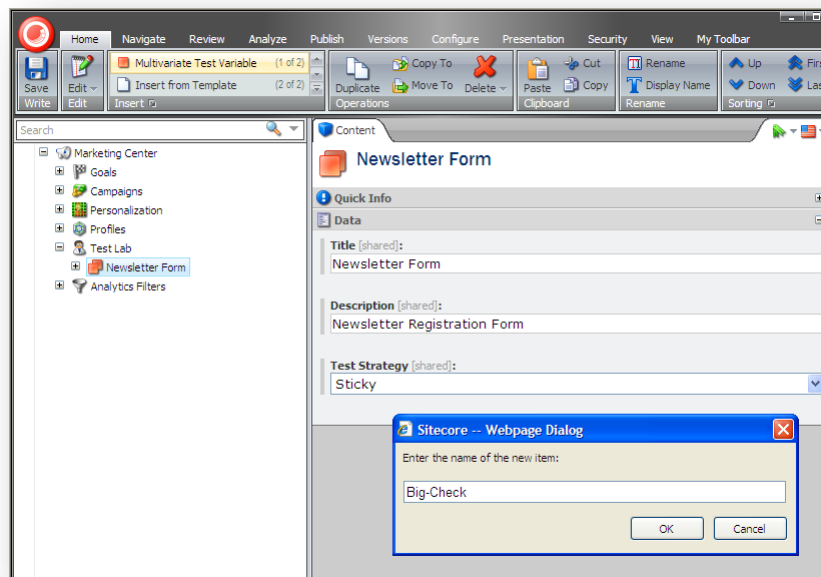 Home Navigate Review Analyze Publish Versions Configure Presentation Security View My Toolbar
Save
Write
Edit
Edit
Multivariate Test Variable (1 of 2)
Insert from Template (2 of 2)
Insert
Duplicate
Copy To
Move To
Delete
Operations
Paste
Cut
Copy
Clipboard
Rename
Display Name
Rename
Up
Down
Sorting
Search
Marketing Center
Goals
Campaigns
Personalization
Profiles
Test Lab
Newsletter Form
Analytics Filters
Content
Newsletter Form
Quick Info
Data
Title [shared]:
Newsletter Form
Description [shared]:
Newsletter Registration Form
Test Strategy [shared]:
Sticky
Sitecore -- Webpage Dialog
Enter the name of the new item:
Big-Check
OK Cancel